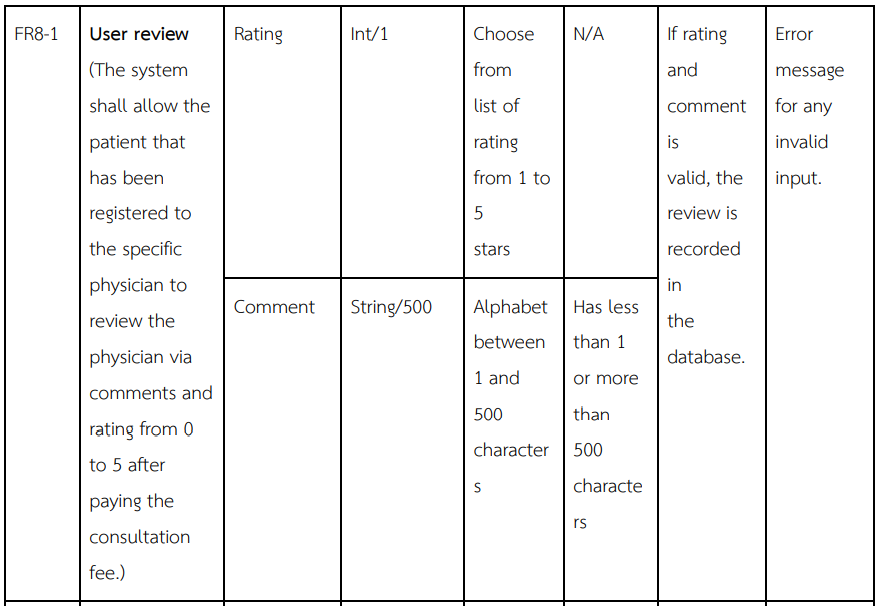 FR8-1
User review
(The system
shall allow the
patient that
has been
registered to
the specific
physician to
review the
physician via
comments and
rating from 0
to 5 after
paying the
consultation
fee.)
Rating
Int/1
Choose
from
list of
rating
from 1 to
5
stars
N/A
Comment
String/500
Alphabet
between
1 and
500
character
s
Has less
than 1
or more
than
500
characte
rs
If rating
and
comment
is
valid, the
review is
recorded
in
the
database.
Error
message
for any
invalid
input.